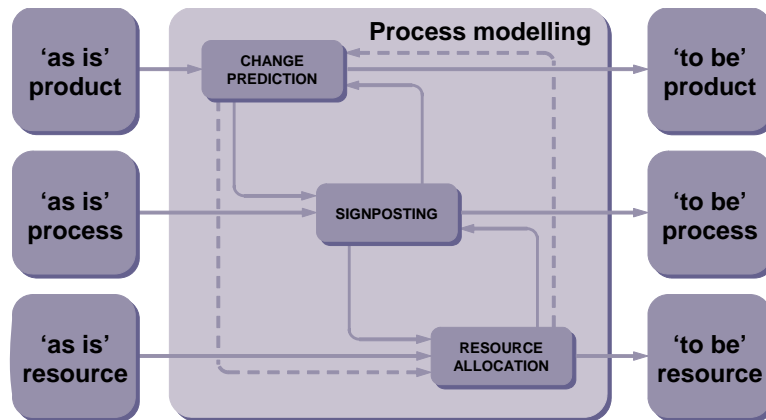 Process modelling
‘as is’
product
CHANGE
PREDICTION
‘to be’
product
‘as is’
process
SIGNPOSTING
‘to be’
process
‘as is’
resource
RESOURCE
ALLOCATION
‘to be’
resource